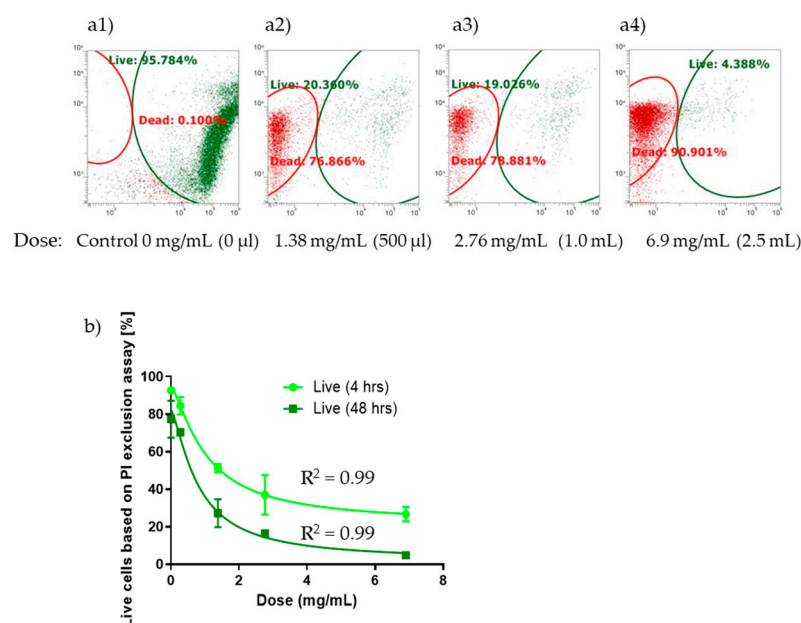 a1) a2) a3) a4)
Live: 95.784% Live: 20.360% Live: 19.026% Live: 4.388%
Dead: 0.100% Dead: 76.866% Dead: 78.881% Dead: 90.901%
Dose: Control 0 mg/mL (0 μl) 1.38 mg/mL (500 μl) 2.76 mg/mL (1.0 mL) 6.9 mg/mL (2.5 mL)
b)
Live cells based on PI exclusion assay [%]
100
80
60
40
20
0
Live (4 hrs)
Live (48 hrs)
R² = 0.99
R² = 0.99
0 2 4 6 8
Dose (mg/mL)